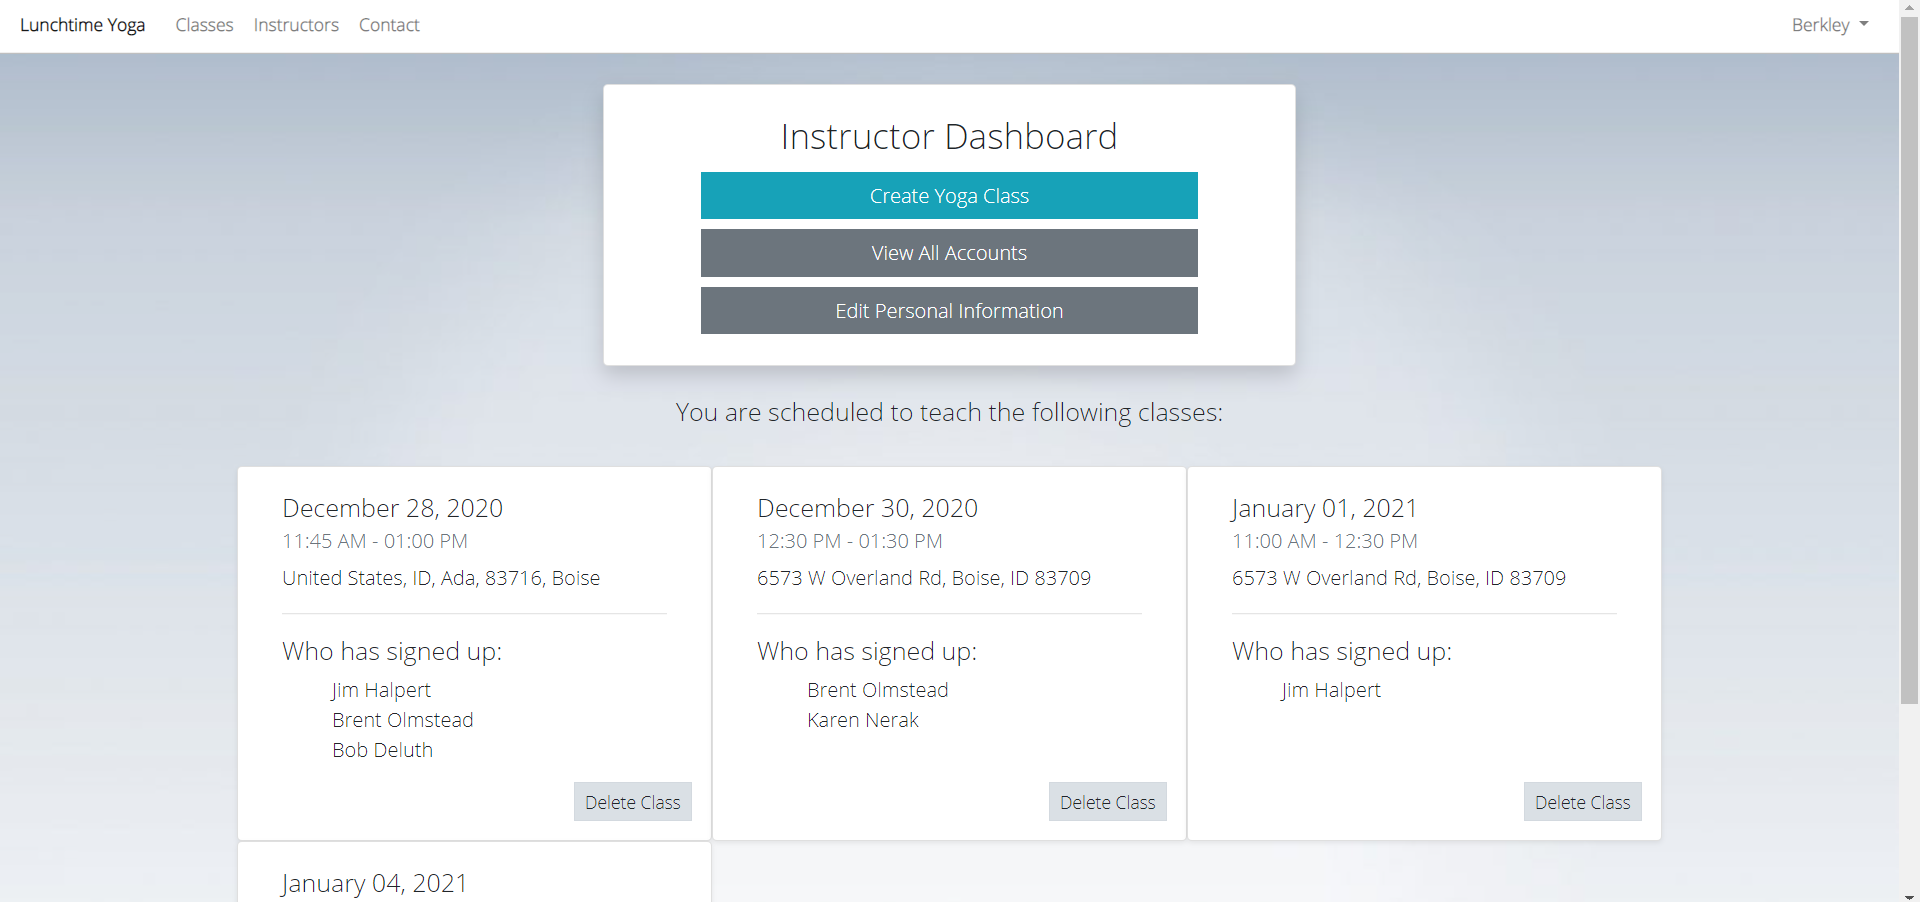 Lunchtime Yoga Classes Instructors Contact Berkley
Instructor Dashboard
Create Yoga Class
View All Accounts
Edit Personal Information
You are scheduled to teach the following classes:
December 28, 2020
11:45 AM - 01:00 PM
United States, ID, Ada, 83716, Boise
Who has signed up:
Jim Halpert
Brent Olmstead
Bob Deluth
Delete Class
December 30, 2020
12:30 PM - 01:30 PM
6573 W Overland Rd, Boise, ID 83709
Who has signed up:
Brent Olmstead
Karen Nerak
Delete Class
January 01, 2021
11:00 AM - 12:30 PM
6573 W Overland Rd, Boise, ID 83709
Who has signed up:
Jim Halpert
Delete Class
January 04, 2021